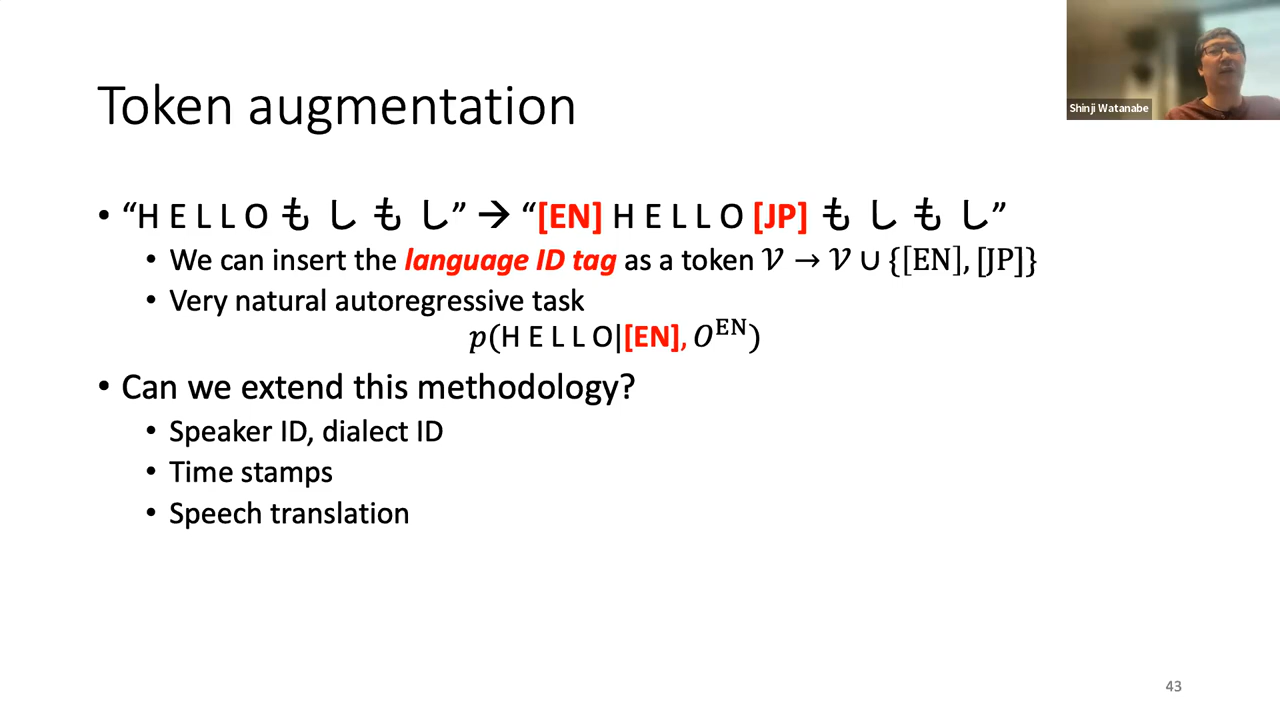 Shinji Watanabe
Token augmentation
• “H E L L O も し も し” → “[EN] H E L L O [JP] も し も し”
• We can insert the language ID tag as a token 𝒱 → 𝒱 ∪ {[EN], [JP]}
• Very natural autoregressive task
p(H E L L O|[EN], O^EN)
• Can we extend this methodology?
• Speaker ID, dialect ID
• Time stamps
• Speech translation
43